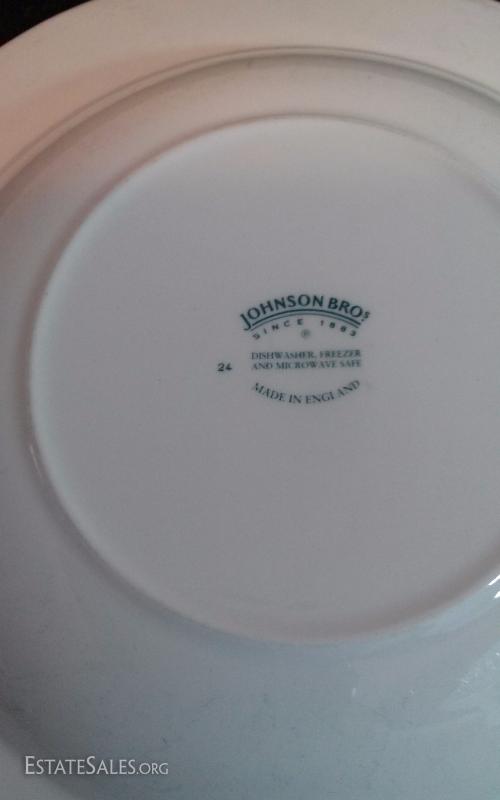 JOHNSON BROS
SINCE 1883
®
DISHWASHER, FREEZER
24 AND MICROWAVE SAFE
MADE IN ENGLAND
ESTATESALES.ORG